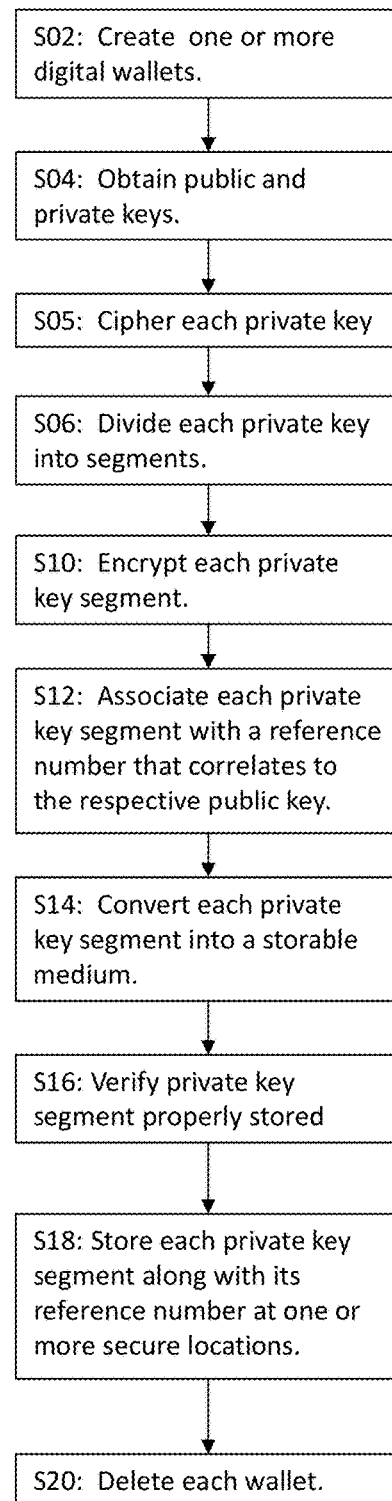 S02: Create one or more
digital wallets.
S04: Obtain public and
private keys.
S05: Cipher each private key
S06: Divide each private key
into segments.
S10: Encrypt each private
key segment.
S12: Associate each private
key segment with a reference
number that correlates to
the respective public key.
S14: Convert each private
key segment into a storable
medium.
S16: Verify private key
segment properly stored
S18: Store each private key
segment along with its
reference number at one or
more secure locations.
S20: Delete each wallet.